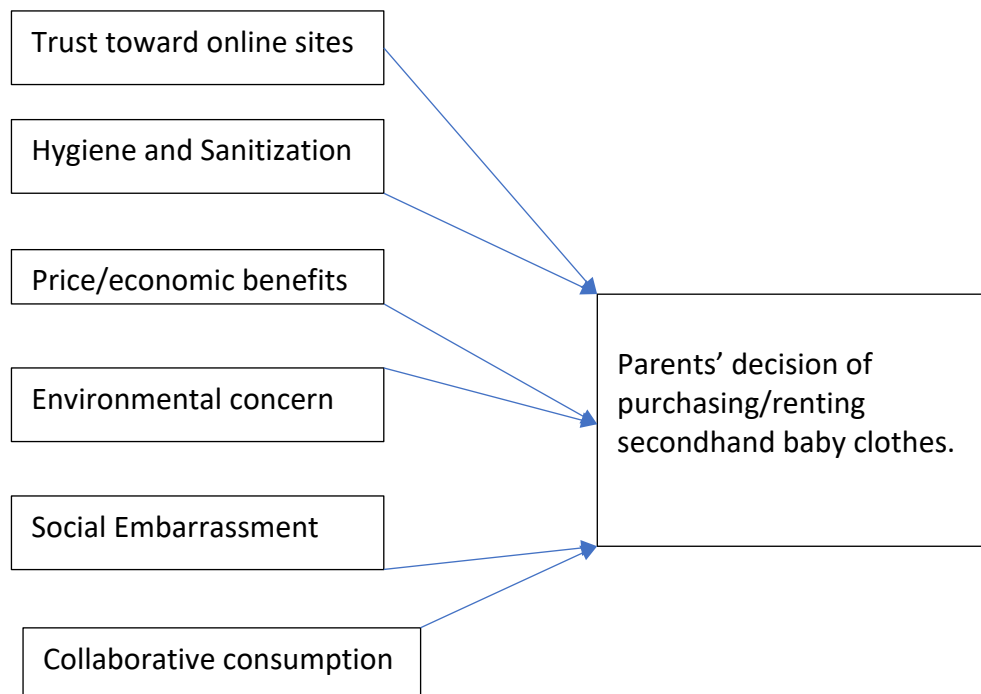 Trust toward online sites
Hygiene and Sanitization
Price/economic benefits
Environmental concern
Parents’ decision of
purchasing/renting
secondhand baby clothes.
Social Embarrassment
Collaborative consumption